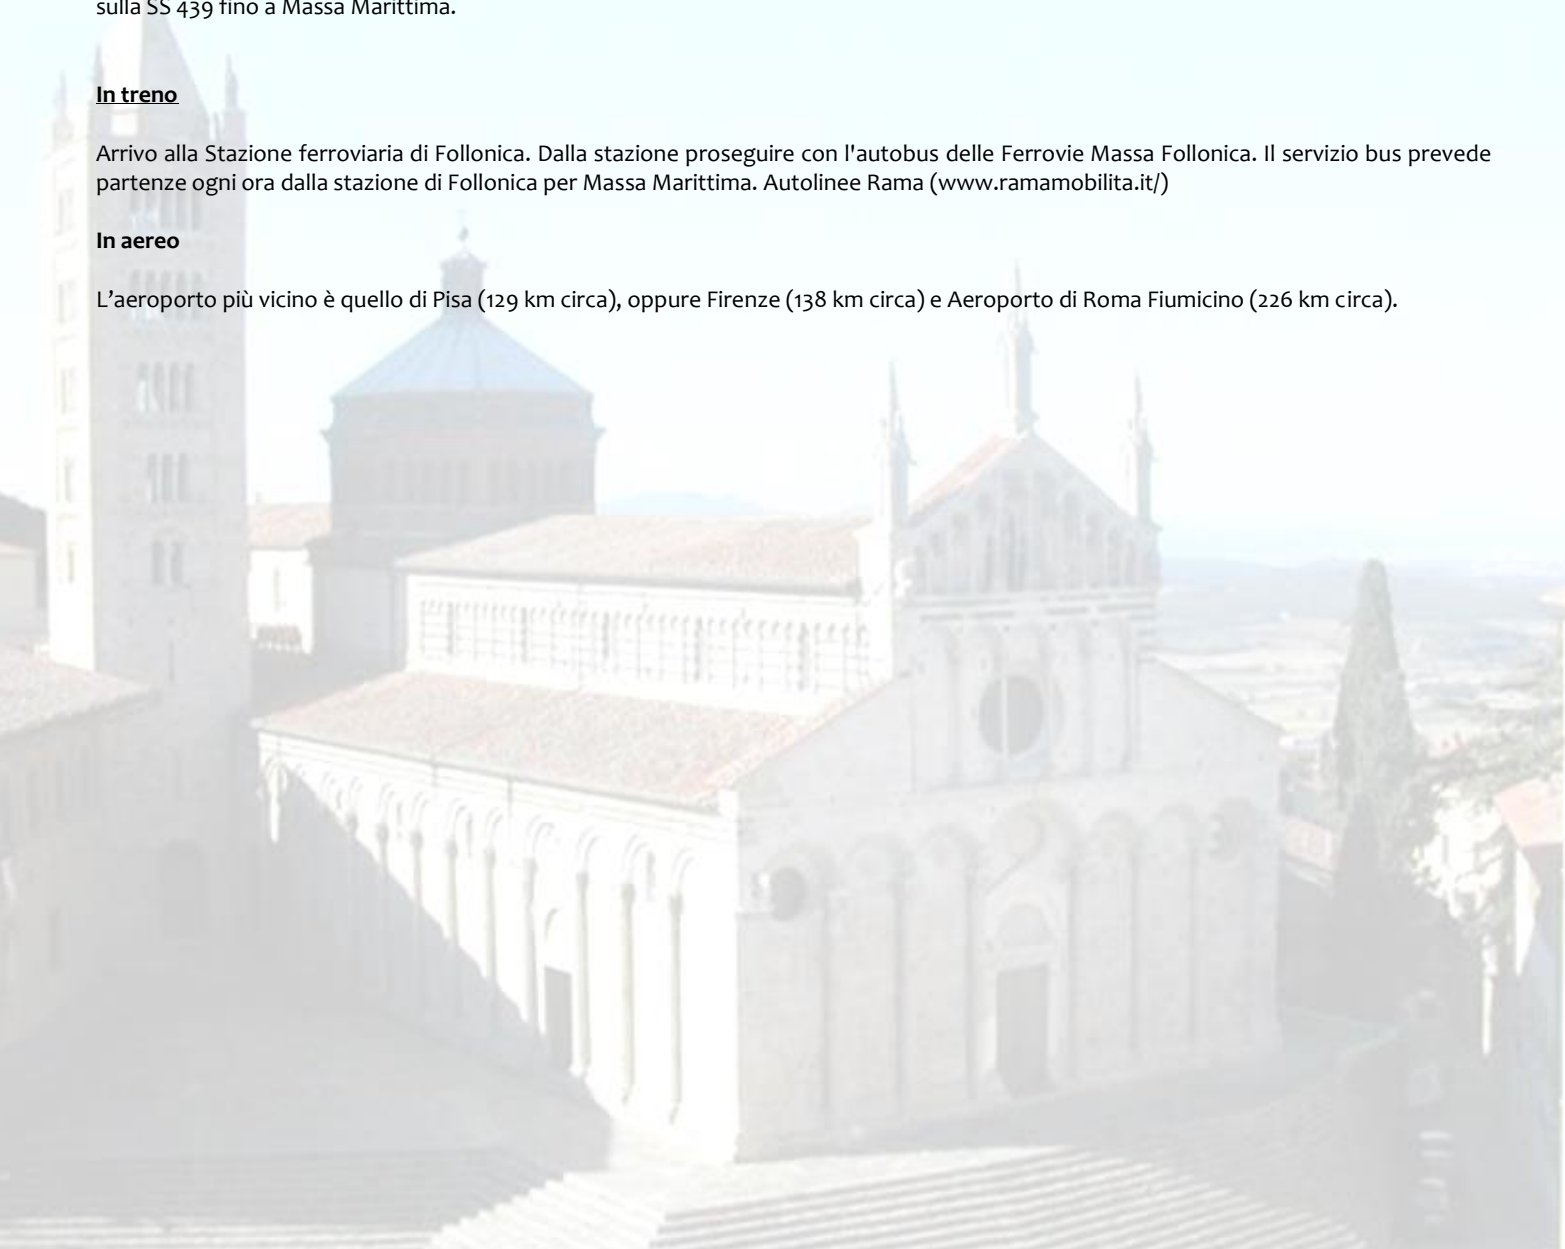 sulla SS 439 fino a Massa Marittima.
In treno
Arrivo alla Stazione ferroviaria di Follonica. Dalla stazione proseguire con l'autobus delle Ferrovie Massa Follonica. Il servizio bus prevede
partenze ogni ora dalla stazione di Follonica per Massa Marittima. Autolinee Rama (www.ramamobilita.it/)
In aereo
L’aeroporto più vicino è quello di Pisa (129 km circa), oppure Firenze (138 km circa) e Aeroporto di Roma Fiumicino (226 km circa).